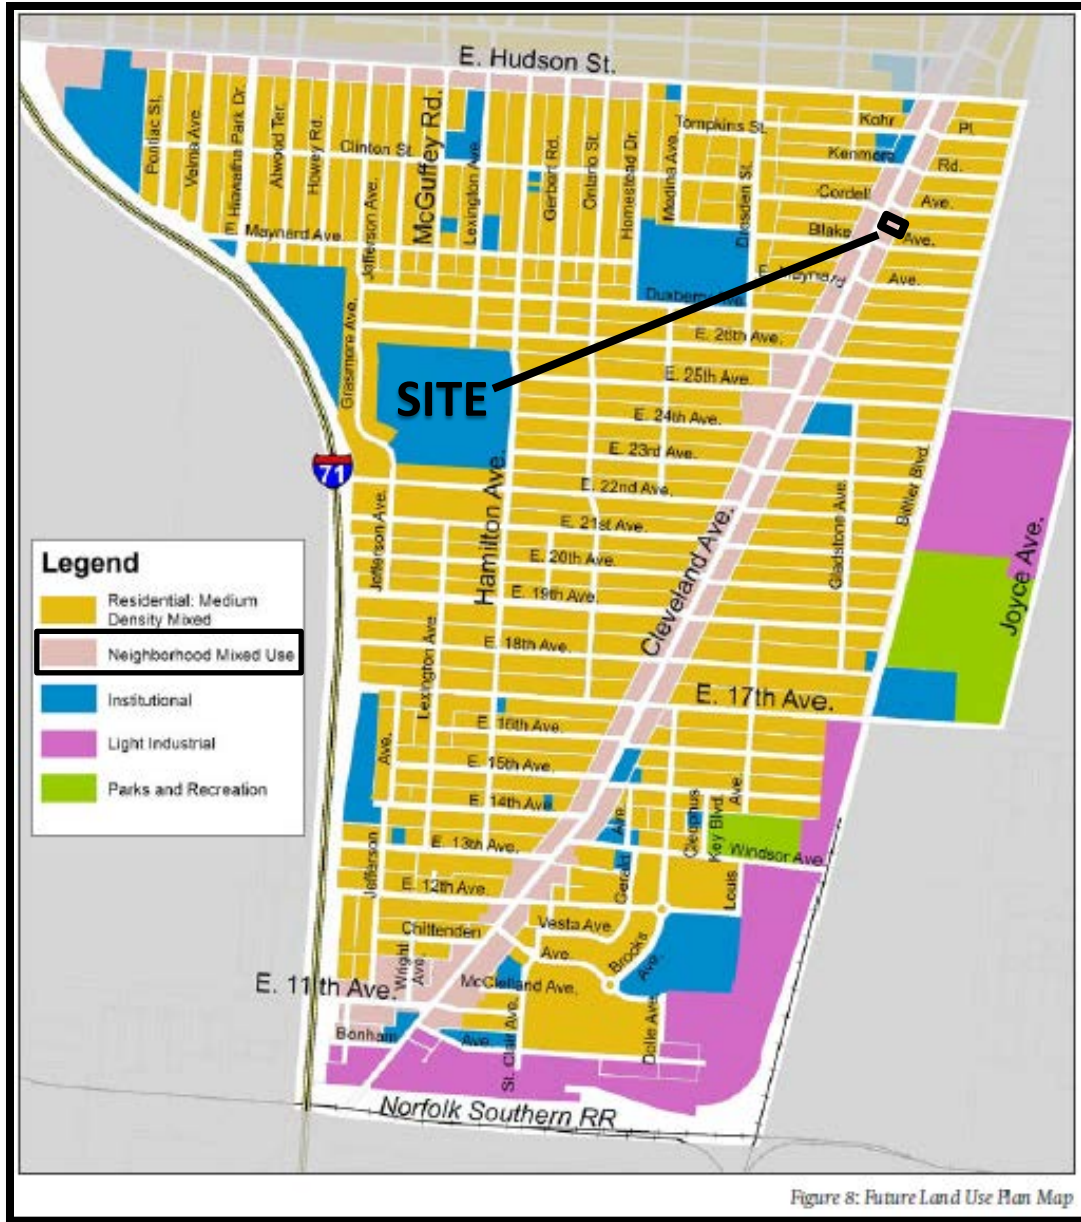 E. Hudson St.
Pontiac St.
Velma Ave.
Hiawatha Park Dr.
Atwood Ter.
Howey Rd.
Clinton St.
McGuffey Rd.
Lexington Ave.
Gerbert Rd.
Ontario St.
Homestead Dr.
Medina Ave.
Tompkins St.
Dresden St.
Kohr
Pl.
Kenmore
Rd.
Cordell
Ave.
Blake
Ave.
E. Maynard
Ave.
Maynard Ave.
Jefferson Ave.
Duxberry Ave.
Grasmere Ave.
E. 26th Ave.
E. 25th Ave.
SITE
E. 24th Ave.
E. 23rd Ave.
E. 22nd Ave.
E. 21st Ave.
E. 20th Ave.
E. 19th Ave.
E. 18th Ave.
E. 17th Ave.
71
Jefferson Ave.
Hamilton Ave.
Cleveland Ave.
Gladstone Ave.
Billiter Blvd.
Joyce Ave.
Legend
Residential: Medium
Density Mixed
Neighborhood Mixed Use
Institutional
Light Industrial
Parks and Recreation
Lexington Ave.
E. 16th Ave.
E. 15th Ave.
E. 14th Ave.
E. 13th Ave.
E. 12th Ave.
Ave.
Jefferson
Gerald
Ave.
Cleophus
Key Blvd.
Louis
Ave.
Windsor Ave.
Chittenden
Ave.
Vesta Ave.
Brooks
Ave.
Wright
Ave.
E. 11th Ave.
McClelland Ave.
Bonham
Ave.
St. Clair Ave.
Dolle Ave.
Norfolk Southern RR
Figure 8: Future Land Use Plan Map